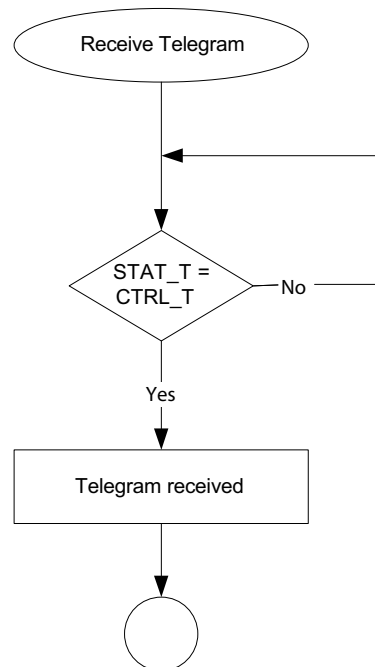 Receive Telegram
STAT_T =
CTRL_T
No
Yes
Telegram received